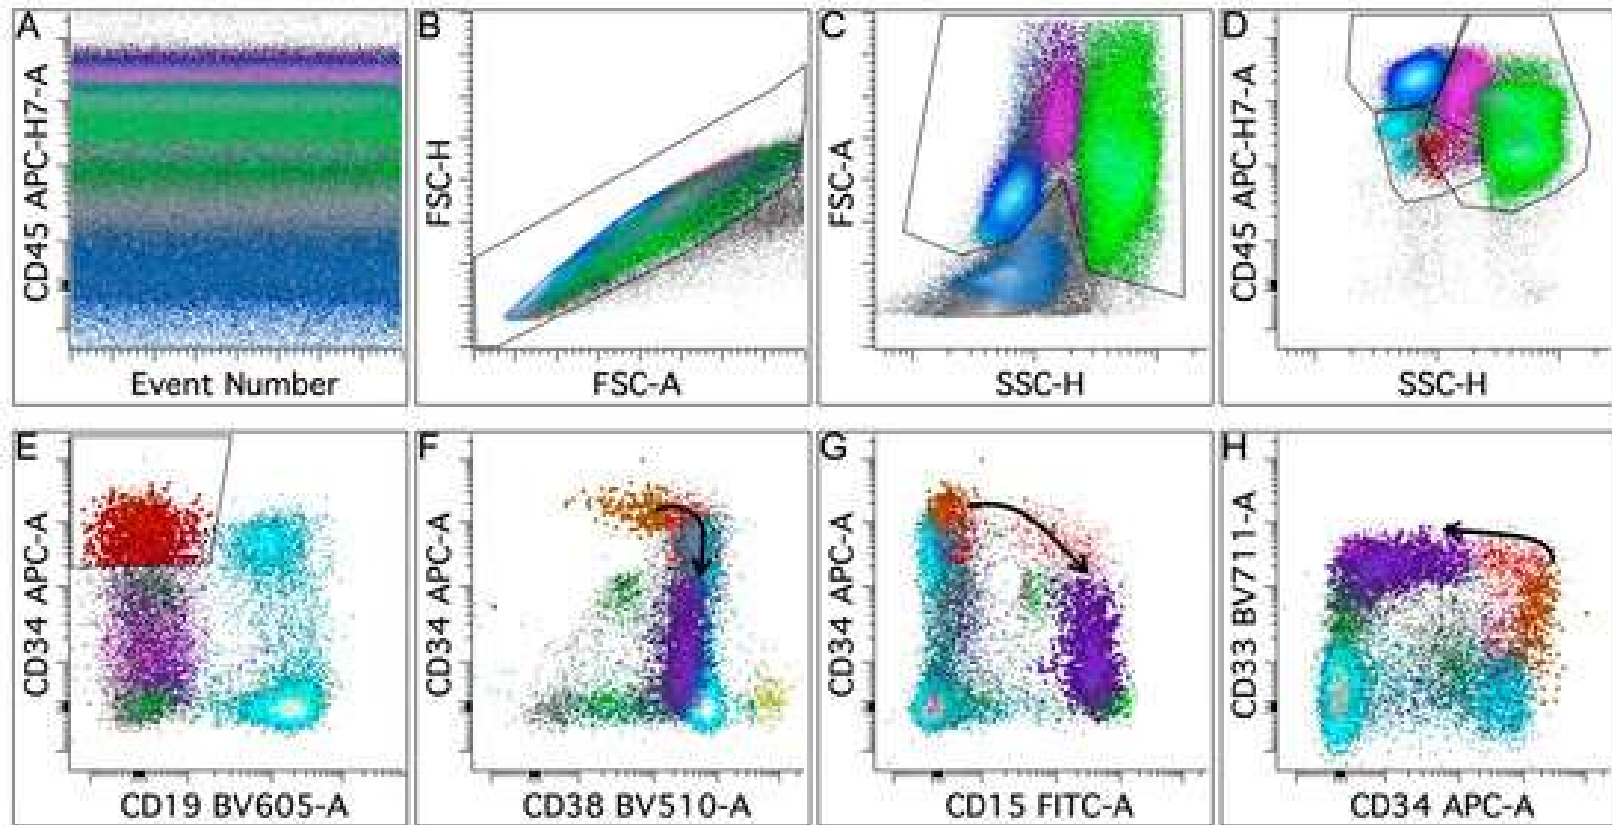 A
CD45 APC-H7-A
Event Number
B
FSC-H
FSC-A
C
FSC-A
SSC-H
D
CD45 APC-H7-A
SSC-H
E
CD34 APC-A
CD19 BV605-A
F
CD34 APC-A
CD38 BV510-A
G
CD34 APC-A
CD15 FITC-A
H
CD33 BV711-A
CD34 APC-A